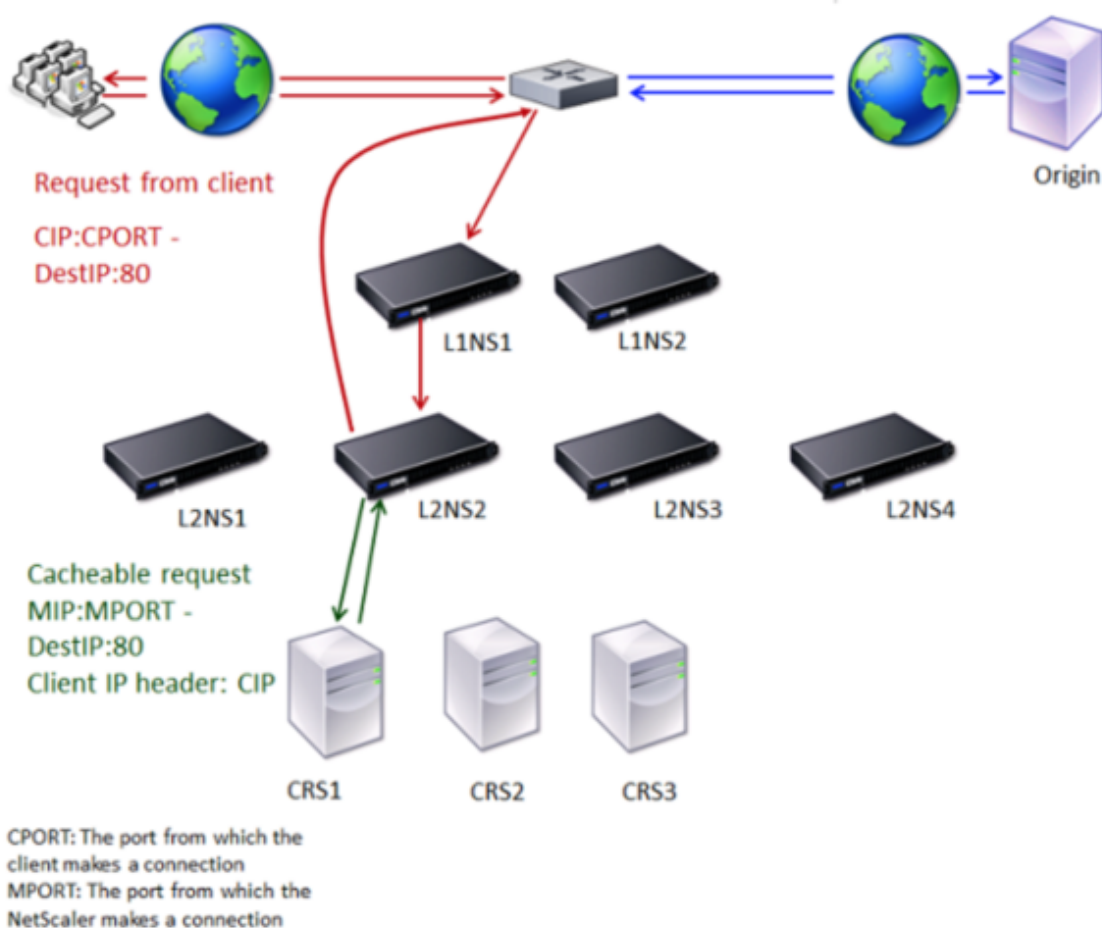 Origin
Request from client
CIP:CPORT -
DestIP:80
L1NS1
L1NS2
L2NS1
L2NS2
L2NS3
L2NS4
Cacheable request
MIP:MPORT -
DestIP:80
Client IP header: CIP
CRS1
CRS2
CRS3
CPORT: The port from which the
client makes a connection
MPORT: The port from which the
NetScaler makes a connection